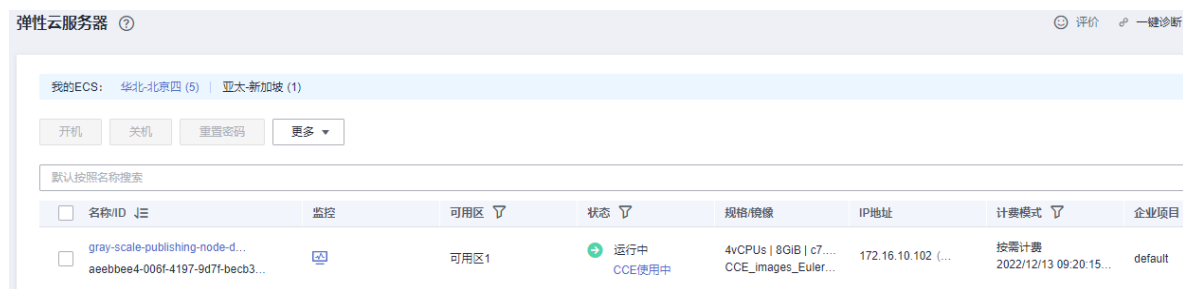 弹性云服务器
评价 一键诊断
我的ECS： 华北-北京四 (5) | 亚太-新加坡 (1)
开机 关机 重置密码 更多
默认按照名称搜索
名称/ID 监控 可用区 状态 规格/镜像 IP地址 计费模式 企业项目
gray-scale-publishing-node-d... 可用区1 运行中 4vCPUs | 8GiB | c7.... 172.16.10.102 (... 按需计费 default
aeebbee4-006f-4197-9d7f-becb3... CCE使用中 CCE_images_Euler... 2022/12/13 09:20:15...